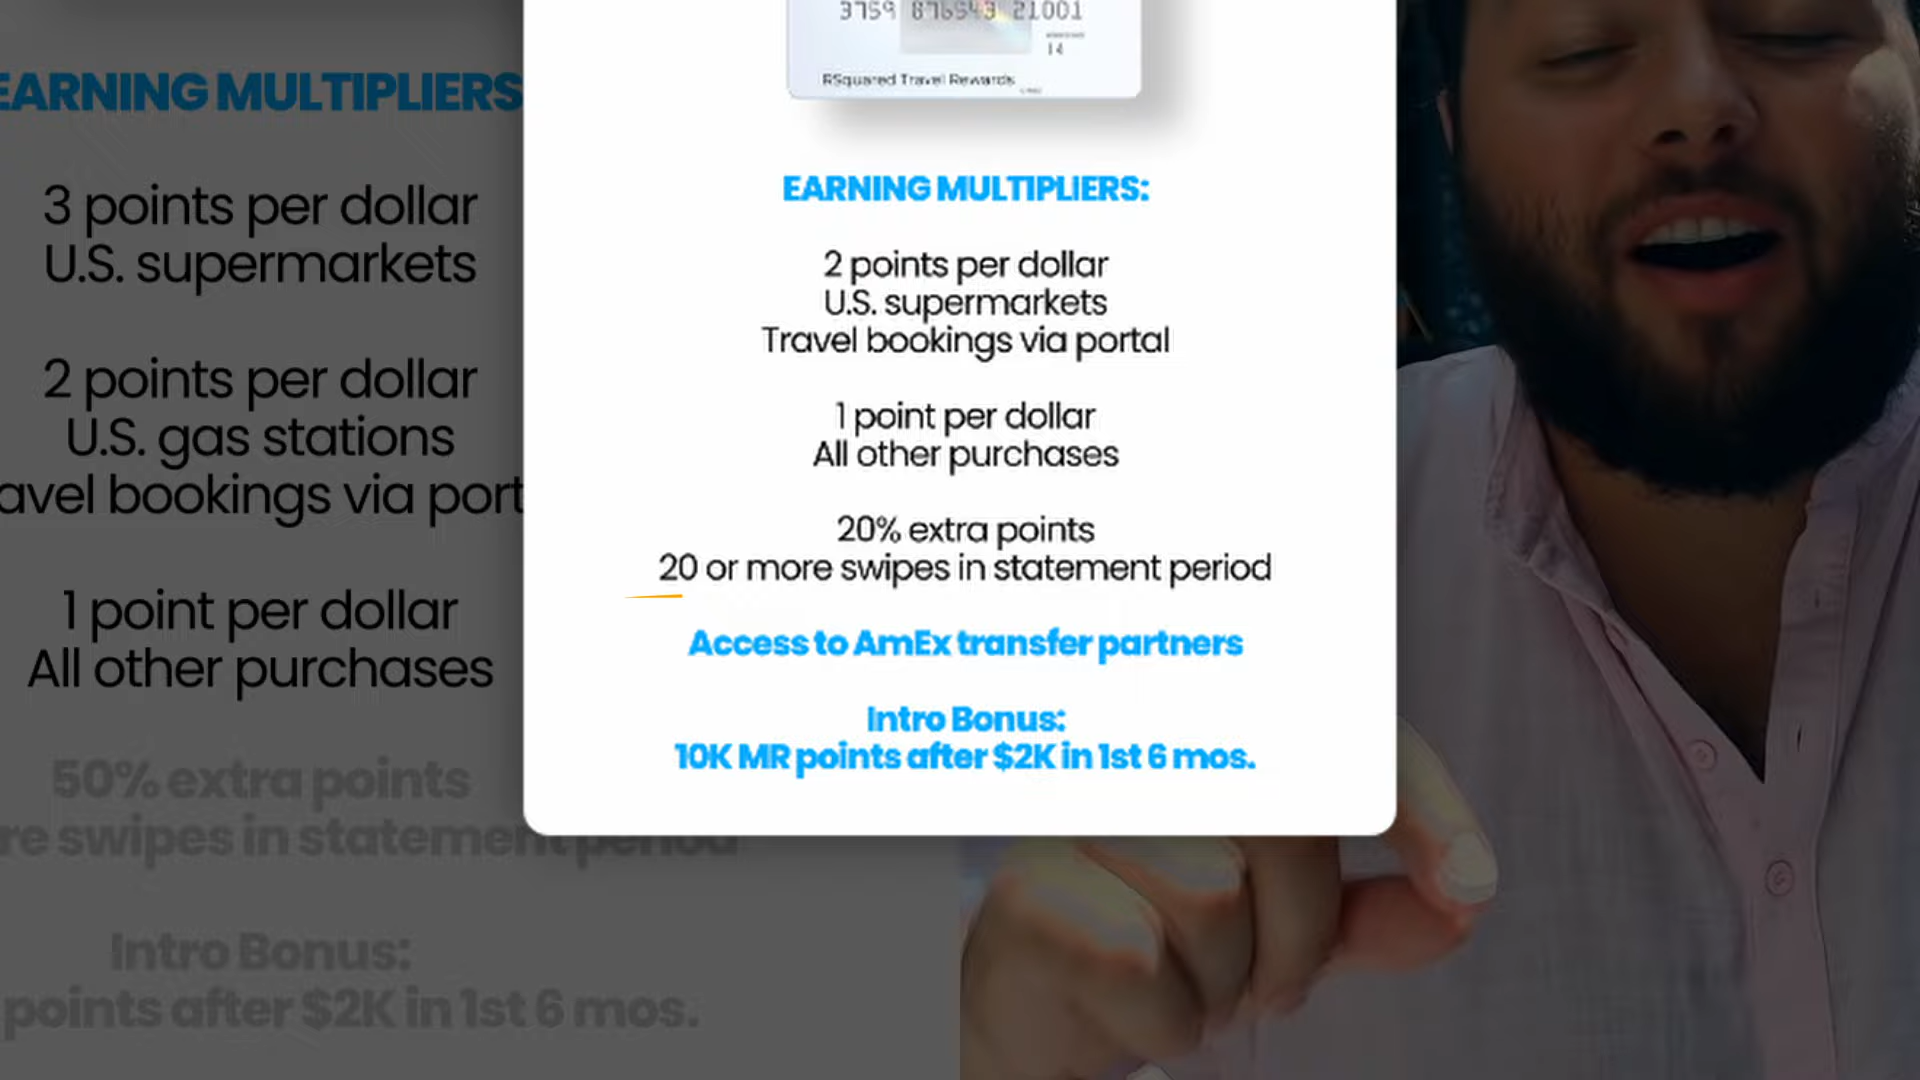 EARNING MULTIPLIERS
3 points per dollar
U.S. supermarkets
2 points per dollar
U.S. gas stations
avel bookings via port
1 point per dollar
All other purchases
50% extra points
re swipes in statement period
Intro Bonus:
points after $2K in 1st 6 mos.
3759 876543 21001
14
RSquared Travel Rewards
EARNING MULTIPLIERS:
2 points per dollar
U.S. supermarkets
Travel bookings via portal
1 point per dollar
All other purchases
20% extra points
20 or more swipes in statement period
Access to AmEx transfer partners
Intro Bonus:
10K MR points after $2K in 1st 6 mos.